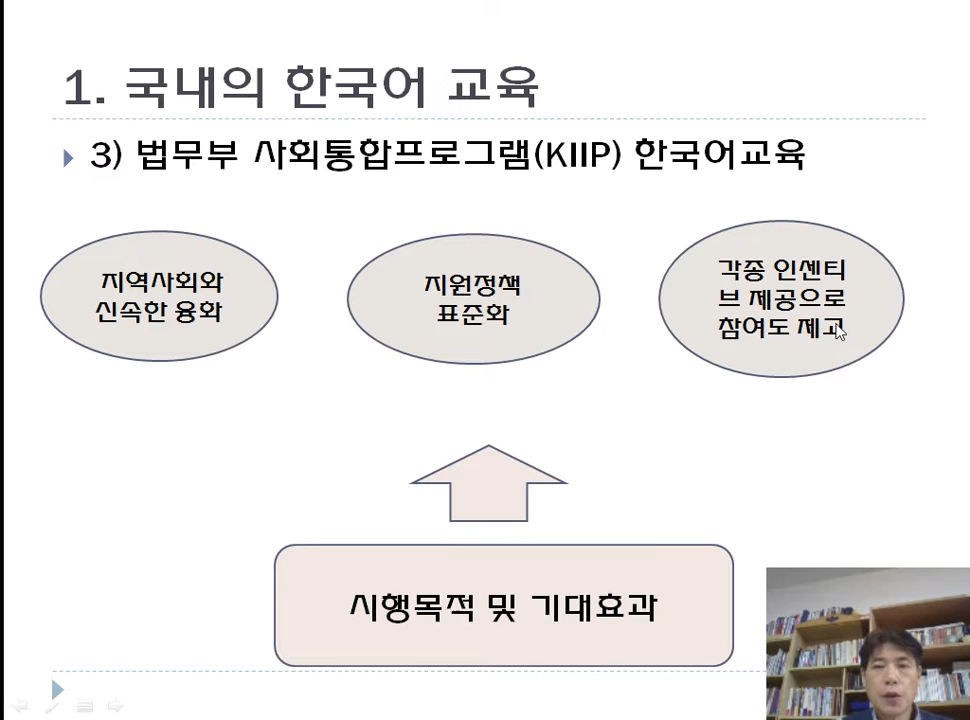 1. 국내의 한국어 교육
3) 법무부 사회통합프로그램(KIIP) 한국어교육
지역사회와
신속한 융화
지원정책
표준화
각종 인센티
브 제공으로
참여도 제고
시행목적 및 기대효과